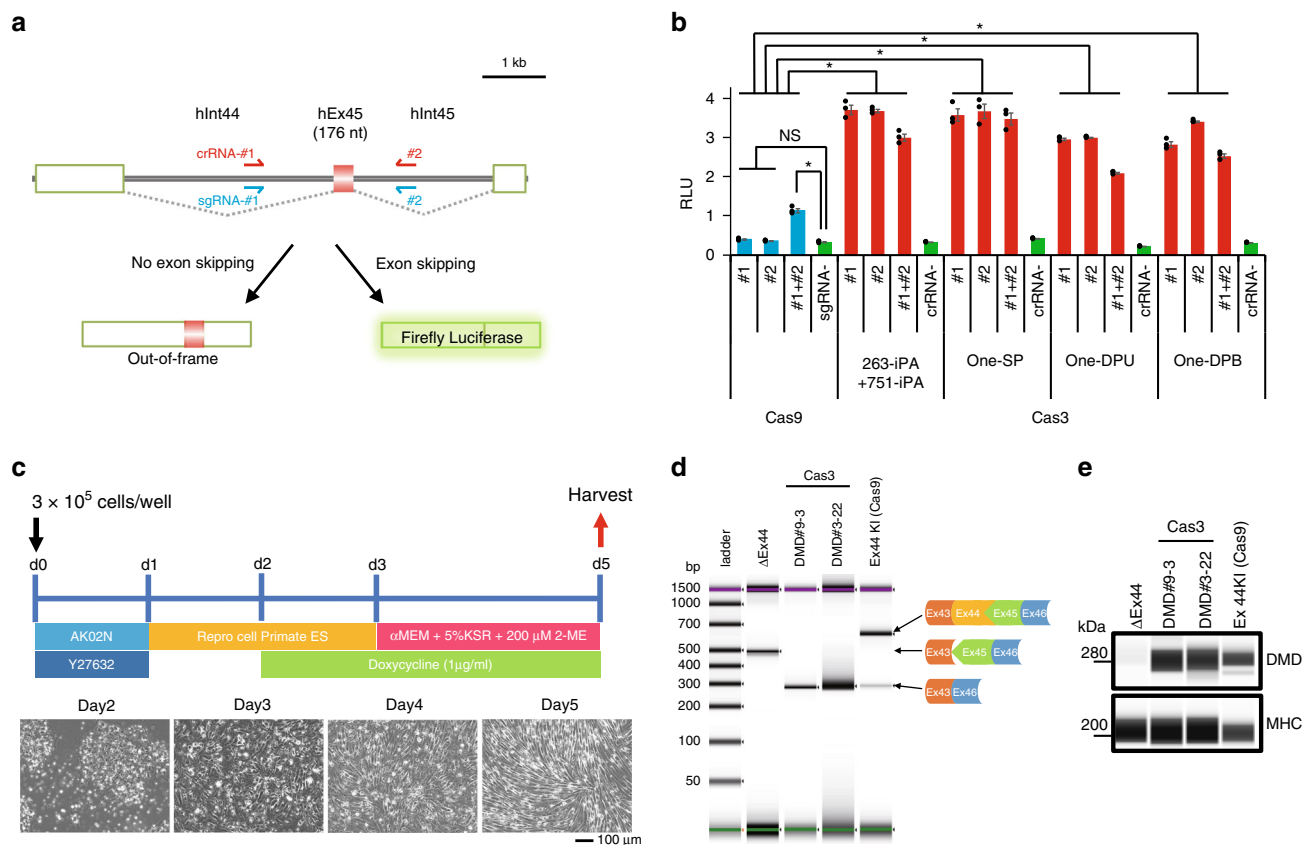 a
1 kb
hInt44
hEx45
(176 nt)
hInt45
crRNA-#1
#2
sgRNA-#1
#2
No exon skipping
Exon skipping
Out-of-frame
Firefly Luciferase
b
RLU
4
3
2
1
0
NS
*
*
*
*
*
#1
#2
#1+#2
sgRNA-
#1
#2
#1+#2
crRNA-
#1
#2
#1+#2
crRNA-
#1
#2
#1+#2
crRNA-
#1
#2
#1+#2
crRNA-
263-iPA
+751-iPA
One-SP
One-DPU
One-DPB
Cas9
Cas3
c
3 × 10⁵ cells/well
Harvest
d0
d1
d2
d3
d5
AK02N
Repro cell Primate ES
αMEM + 5%KSR + 200 μM 2-ME
Y27632
Doxycycline (1μg/ml)
Day2
Day3
Day4
Day5
100 μm
d
Cas3
ladder
ΔEx44
DMD#9-3
DMD#3-22
Ex44 KI (Cas9)
bp
1500
1000
700
500
400
300
200
100
50
Ex43 Ex44 Ex45 Ex46
Ex43 Ex45 Ex46
Ex43 Ex46
e
Cas3
ΔEx44
DMD#9-3
DMD#3-22
Ex 44KI (Cas9)
kDa
280
DMD
200
MHC